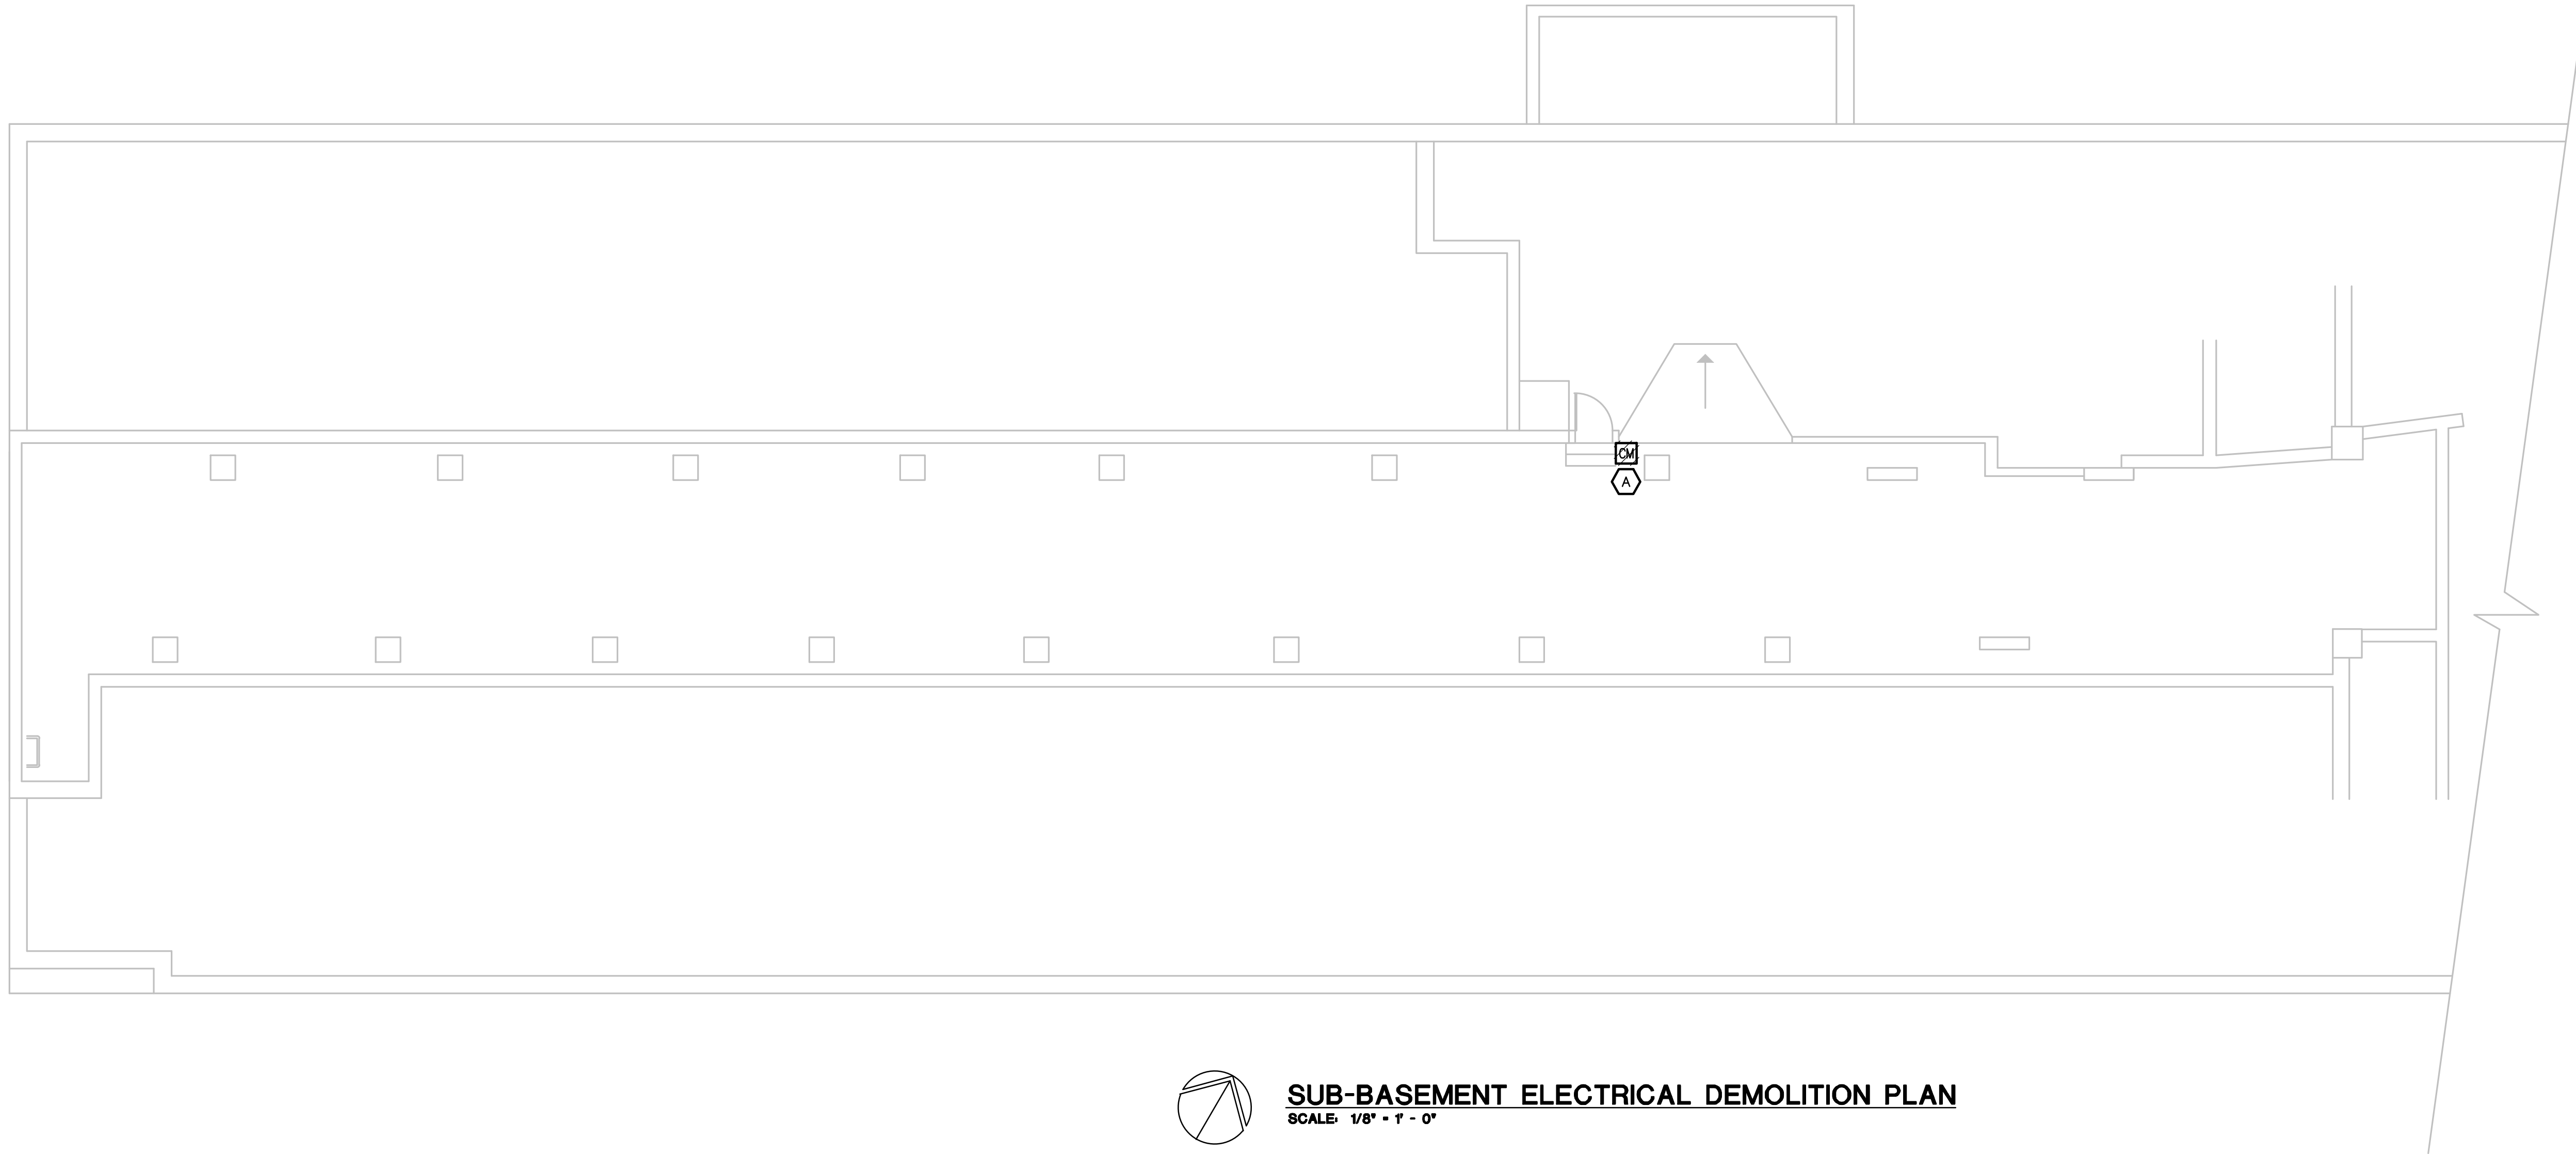 CM
A
SUB-BASEMENT ELECTRICAL DEMOLITION PLAN
SCALE: 1/8" = 1' - 0"